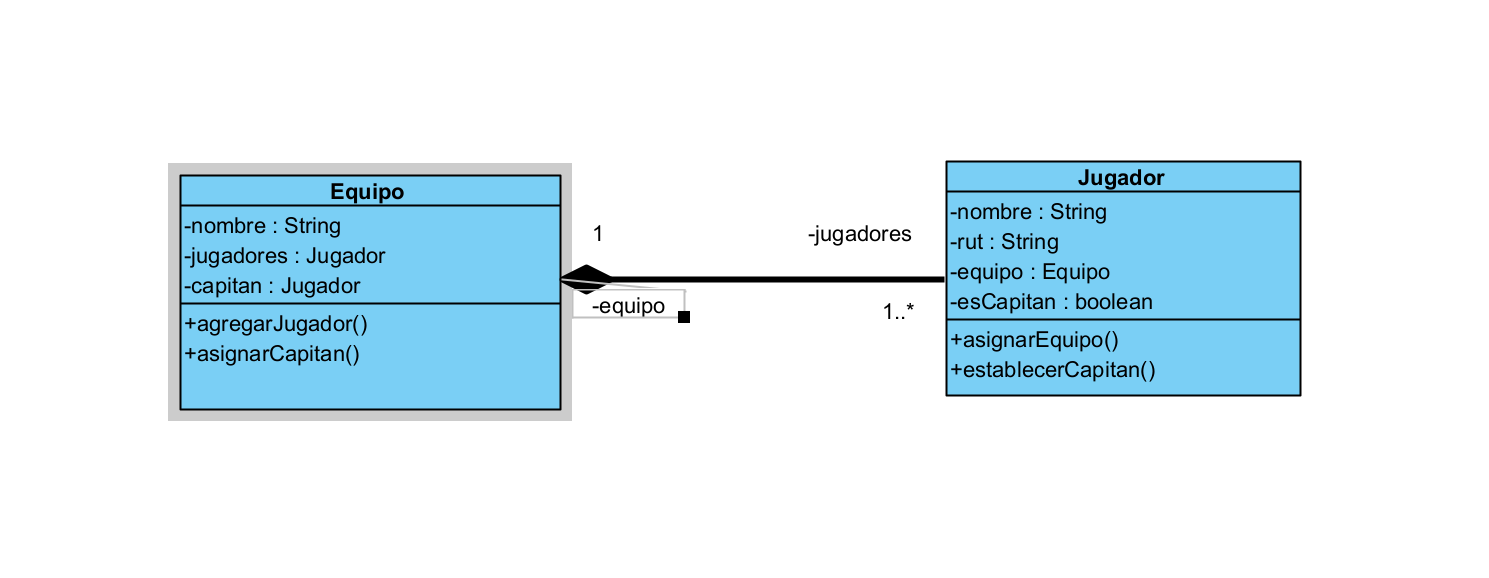 Equipo
-nombre : String
-jugadores : Jugador
-capitan : Jugador
+agregarJugador()
+asignarCapitan()
1
-equipo
-jugadores
1..*
Jugador
-nombre : String
-rut : String
-equipo : Equipo
-esCapitan : boolean
+asignarEquipo()
+establecerCapitan()